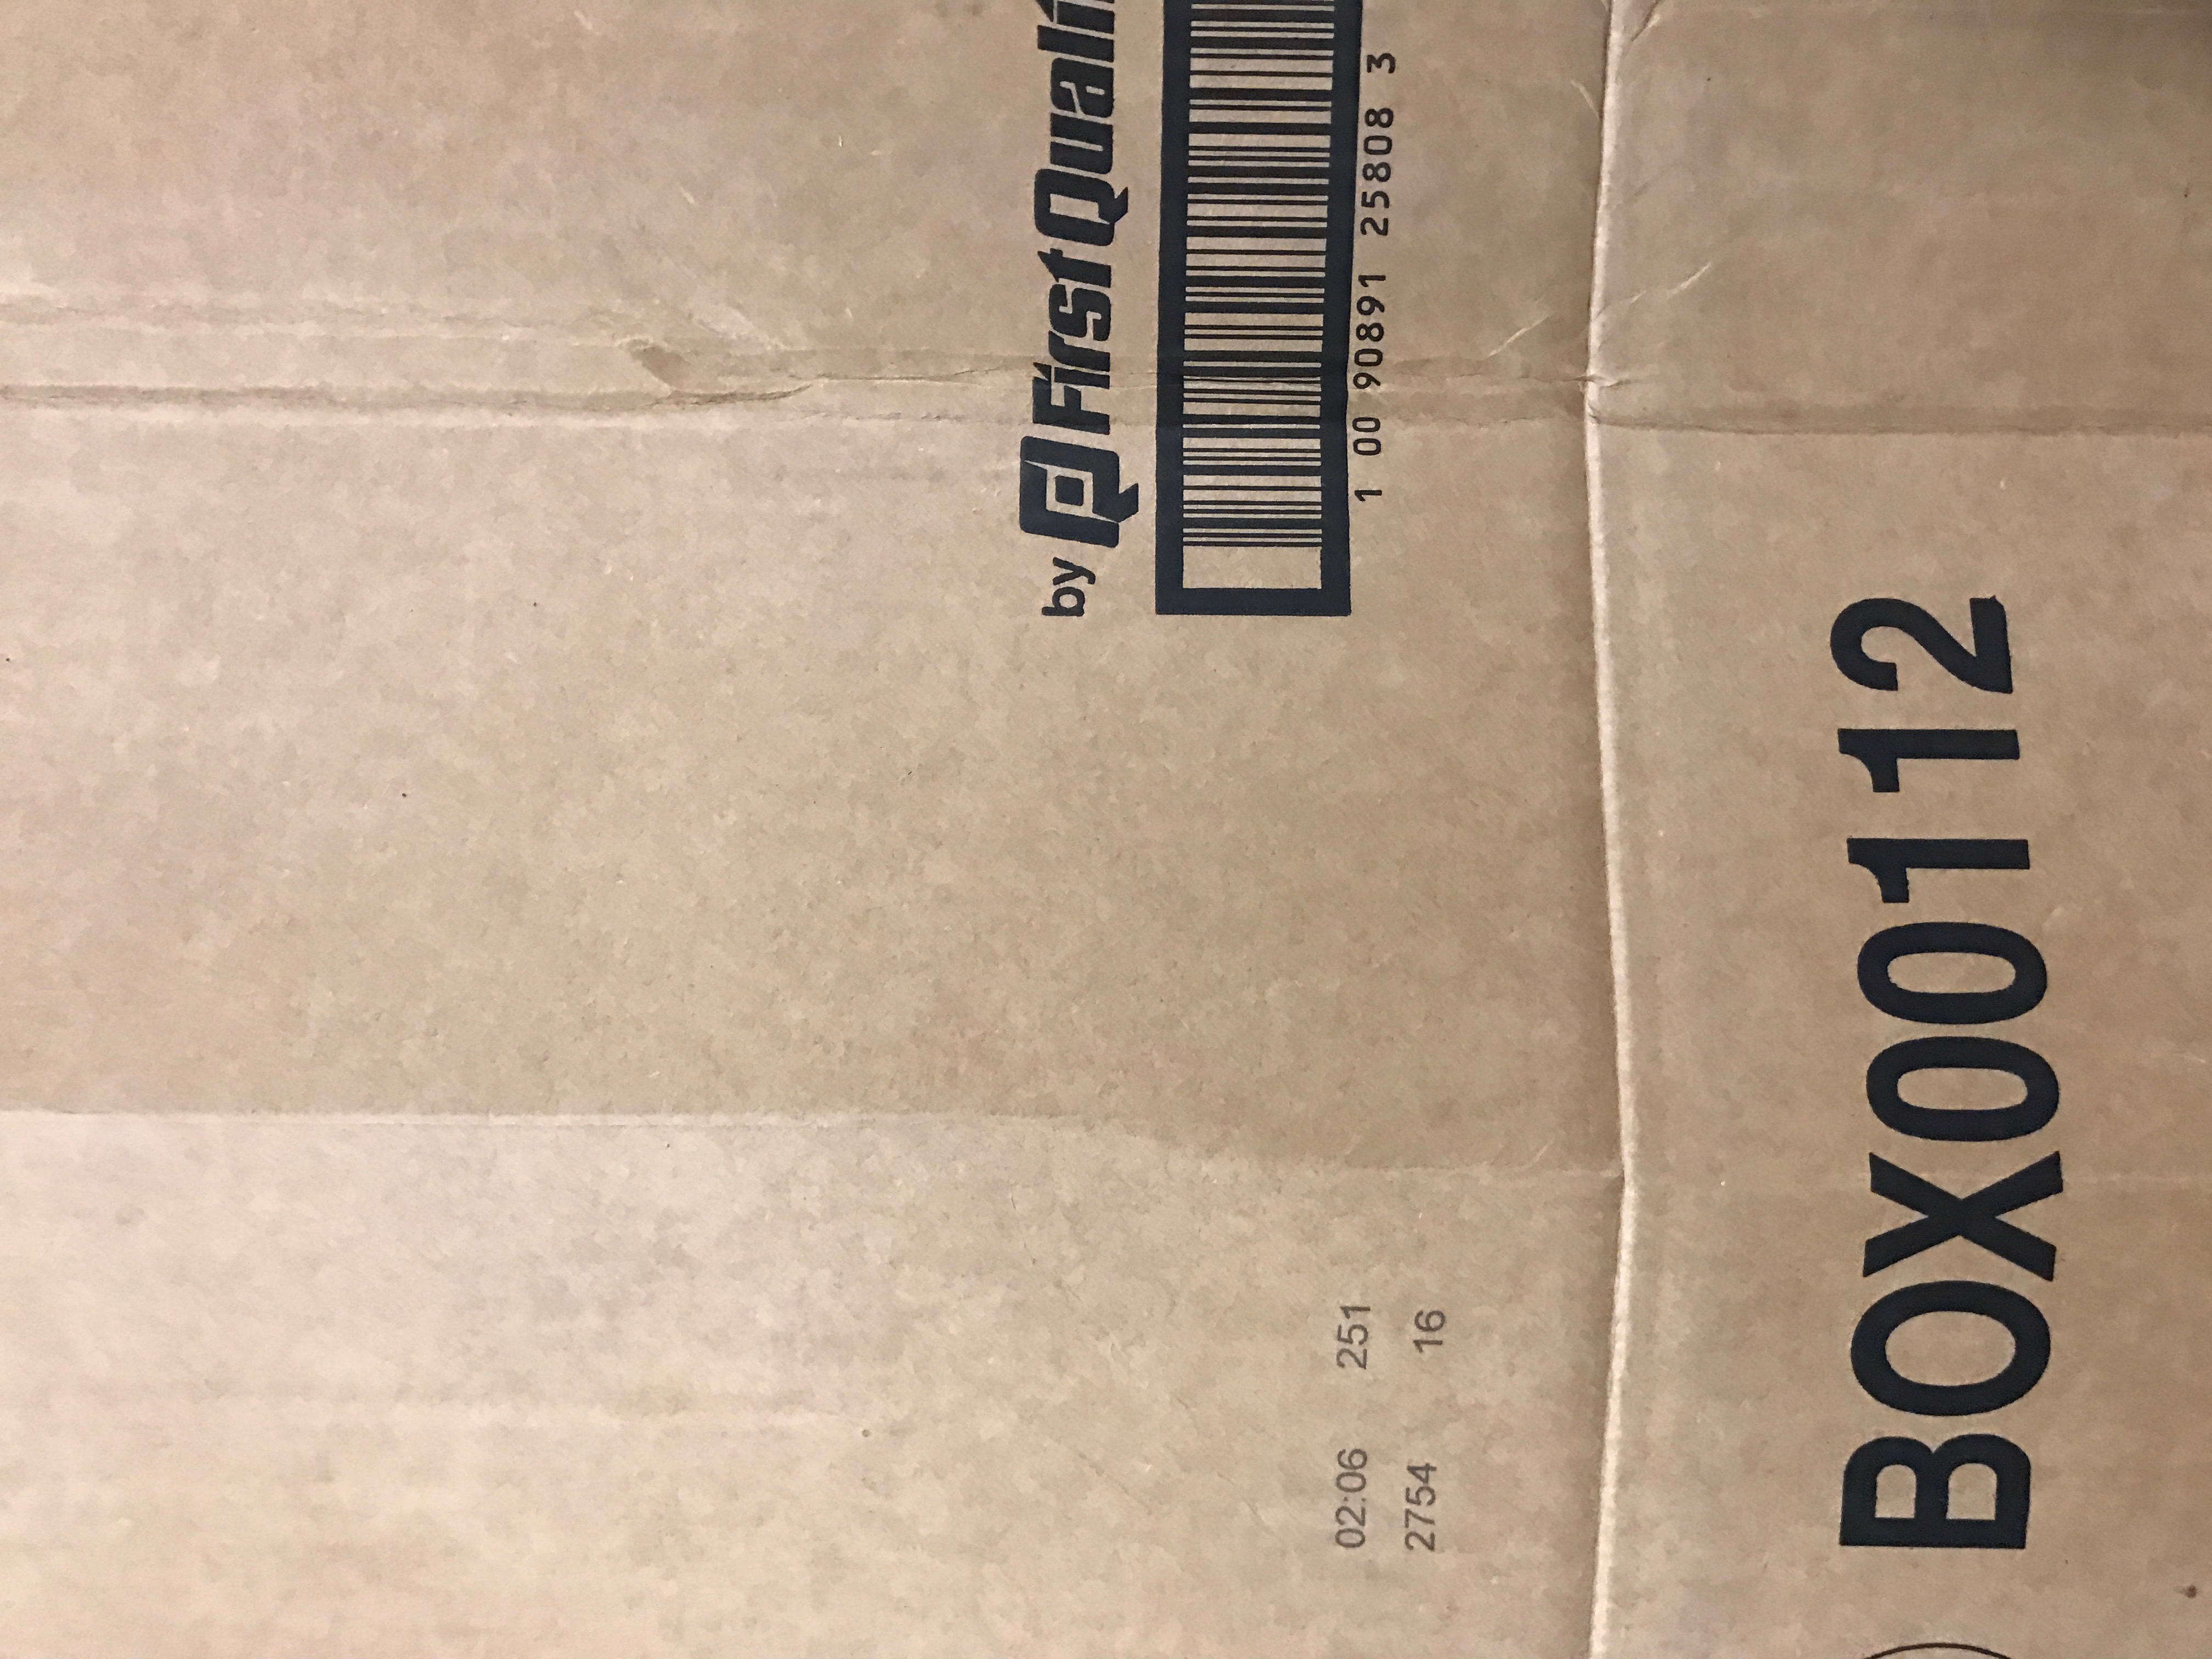 by First Quali
1 00 90891 25808 3
02:06 251
2754 16
BOX00112